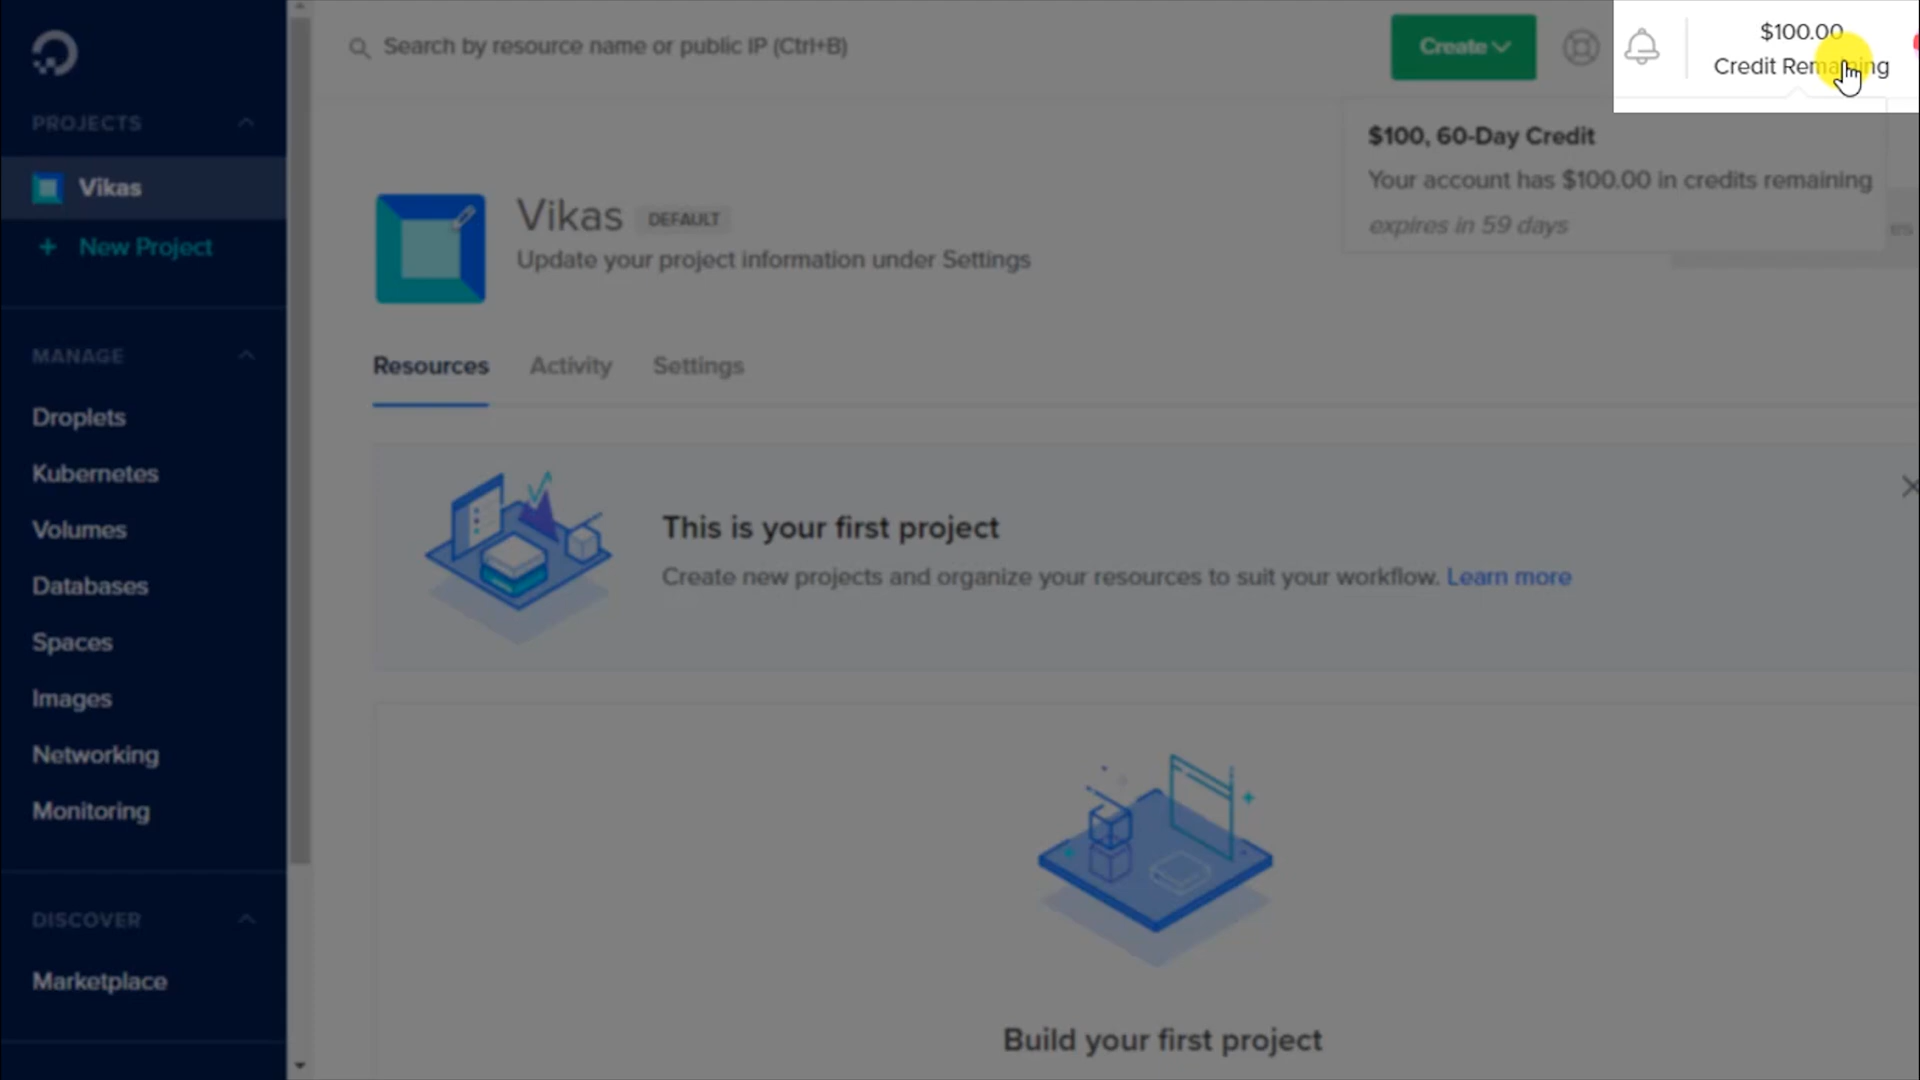 Search by resource name or public IP (Ctrl+B)
Create
$100.00
Credit Remaining
PROJECTS
Vikas
+ New Project
MANAGE
Droplets
Kubernetes
Volumes
Databases
Spaces
Images
Networking
Monitoring
DISCOVER
Marketplace
$100, 60-Day Credit
Your account has $100.00 in credits remaining
expires in 59 days
Vikas DEFAULT
Update your project information under Settings
Resources Activity Settings
This is your first project
Create new projects and organize your resources to suit your workflow. Learn more
Build your first project